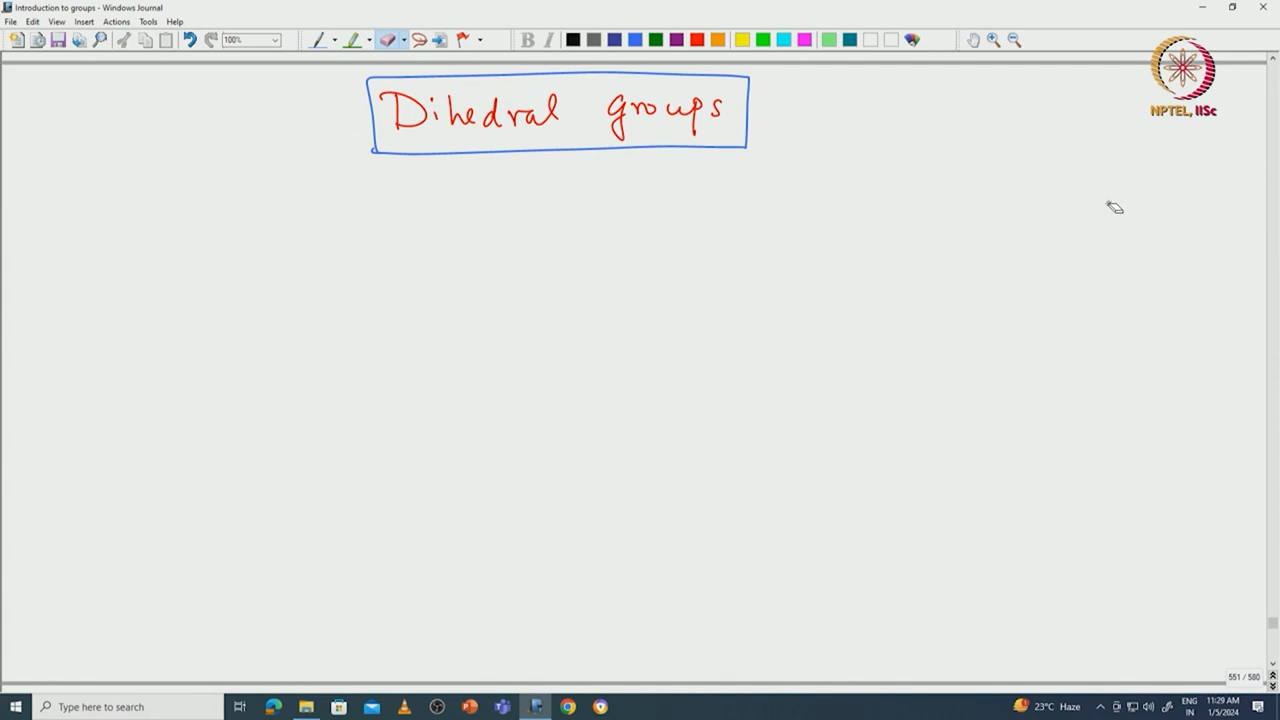 Introduction to groups - Windows Journal
File Edit View Insert Actions Tools Help
100%
B I
Dihedral groups
NPTEL, IISc
551 / 580
Type here to search
23°C Haze
ENG
IN
11:29 AM
1/5/2024